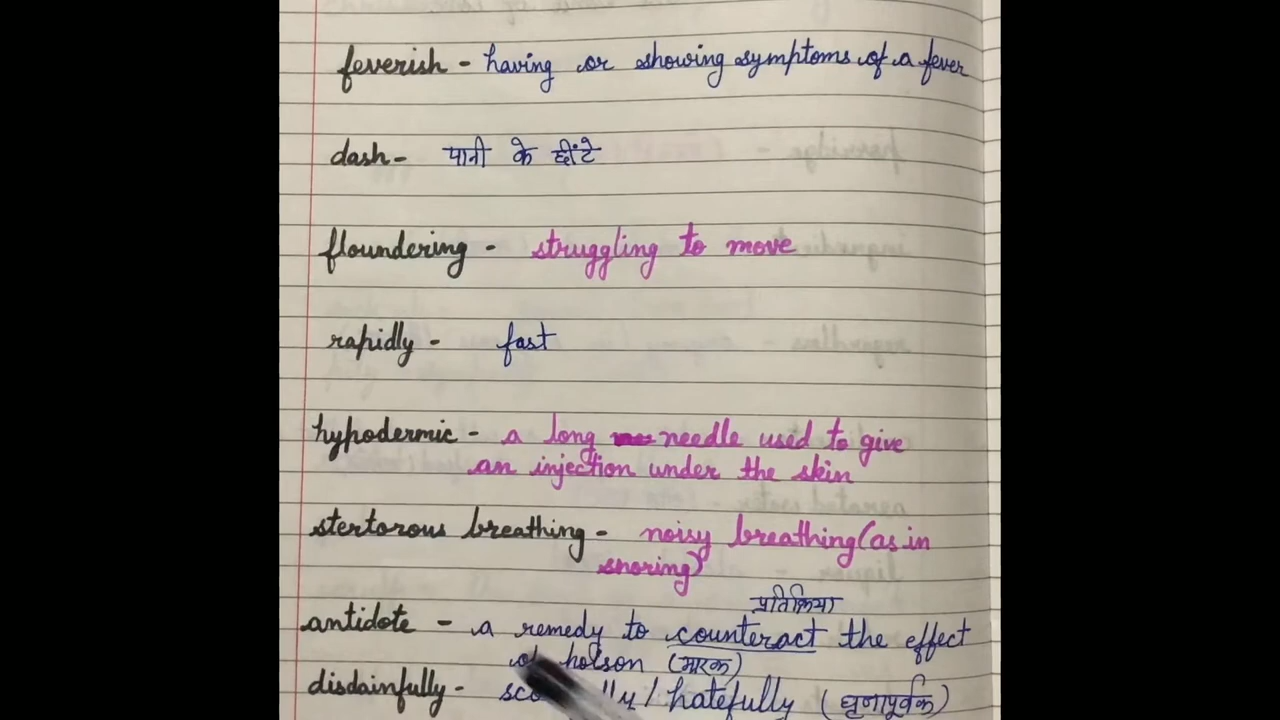 feverish - having or showing symptoms of a fever
dash - पानी के छींटे
floundering - struggling to move
rapidly - fast
hypodermic - a long needle used to give
an injection under the skin
stertorous breathing - noisy breathing (as in
snoring)
प्रतिक्रिया
antidote - a remedy to counteract the effect
of poison (मारक)
disdainfully - / hatefully (घृणापूर्वक)